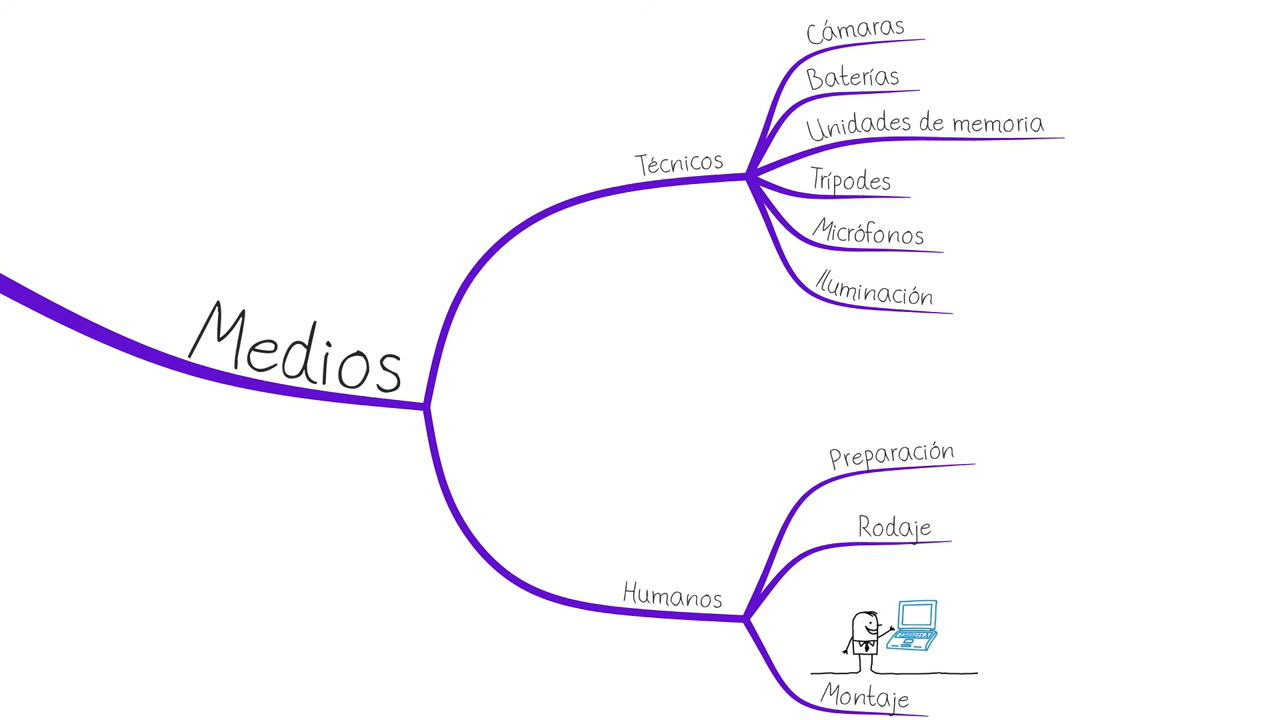 Medios
Técnicos
Cámaras
Baterías
Unidades de memoria
Trípodes
Micrófonos
Iluminación
Humanos
Preparación
Rodaje
Montaje